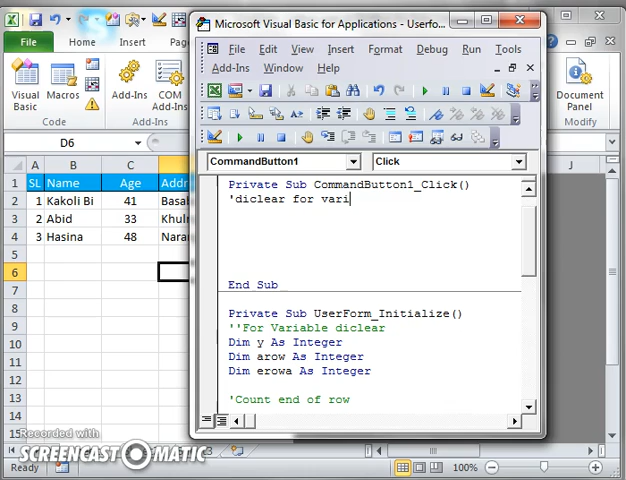 Microsoft Visual Basic for Applications - Userfo...
File Home Insert Pag
File Edit View Insert Format Debug Run Tools
Add-Ins Window Help
Visual Basic
Macros
Add-Ins
COM Add-Ins
Document Panel
Code
Add-Ins
Modify
D6
CommandButton1
Click
A B C
J
1 SL Name Age Addr
2 1 Kakoli Bi 41 Basab
3 2 Abid 33 Khuln
4 3 Hasina 48 Naran
5
6
7
8
9
10
11
12
13
14
15
Private Sub CommandButton1_Click()
'diclear for vari
End Sub
Private Sub UserForm_Initialize()
''For Variable diclear
Dim y As Integer
Dim arow As Integer
Dim erowa As Integer
'Count end of row
Recorded with
SCREENCAST-O-MATIC
Ready
100%